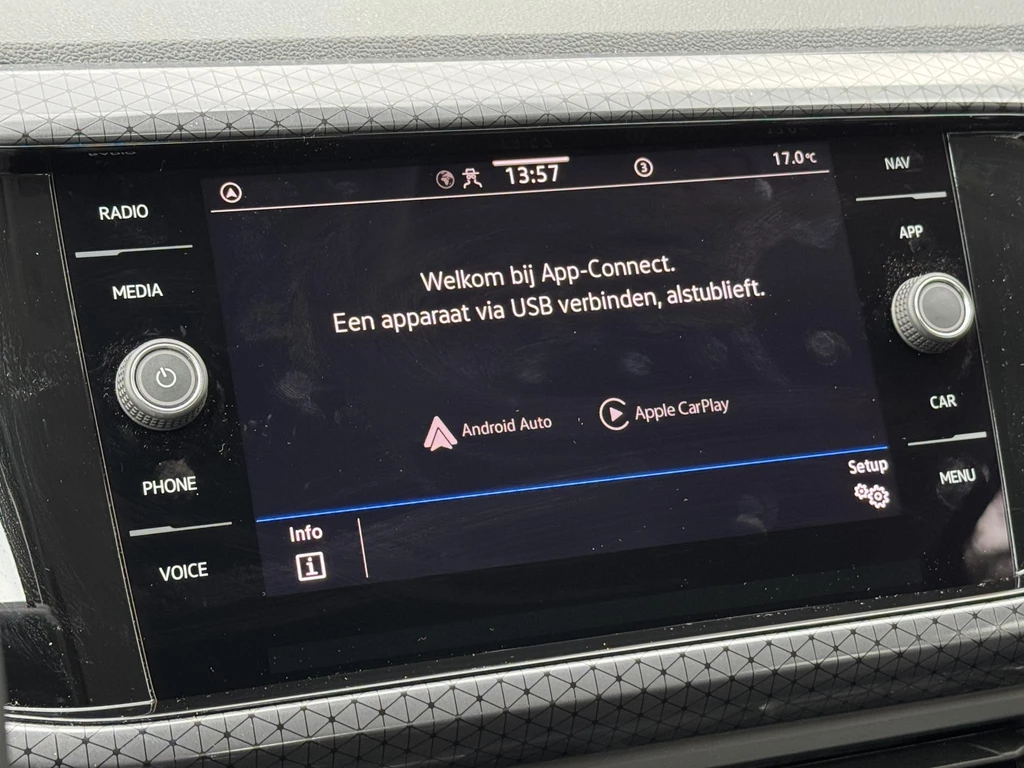 13:57
3
17.0°C
RADIO
MEDIA
PHONE
VOICE
Welkom bij App-Connect.
Een apparaat via USB verbinden, alstublieft.
Android Auto
Apple CarPlay
Info
Setup
NAV
APP
CAR
MENU